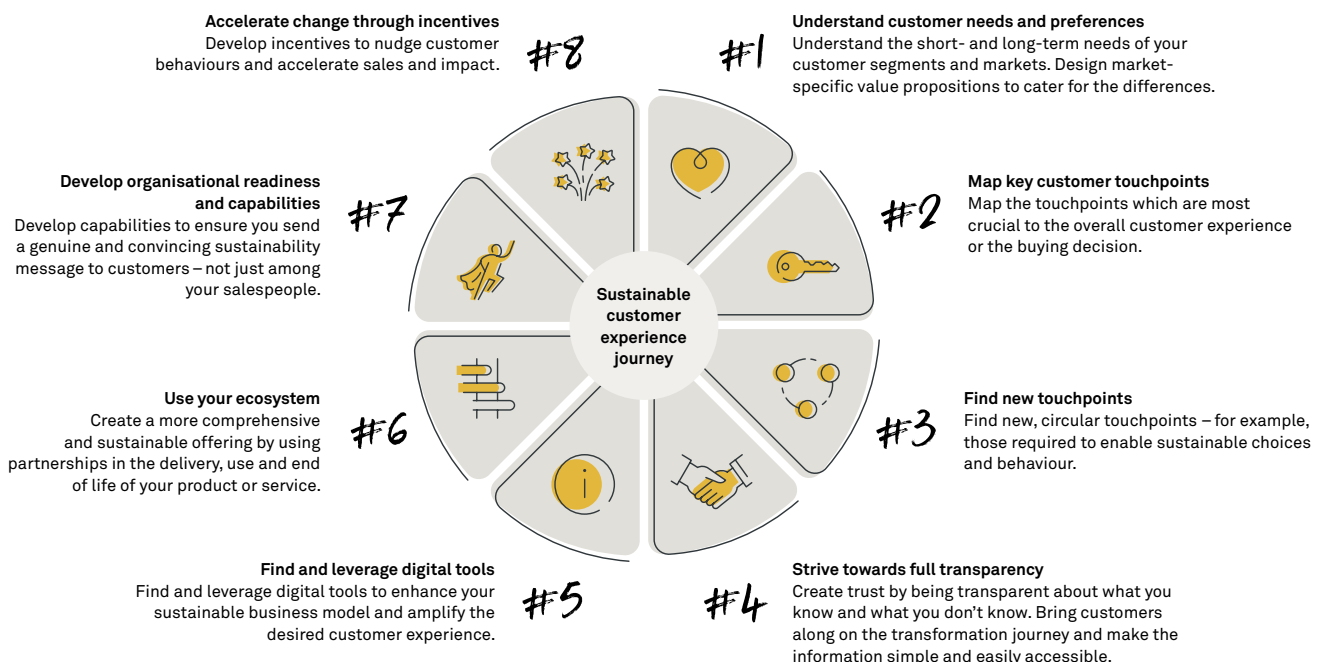 Accelerate change through incentives
Develop incentives to nudge customer
behaviours and accelerate sales and impact.
#8
#1
Understand customer needs and preferences
Understand the short- and long-term needs of your
customer segments and markets. Design market-
specific value propositions to cater for the differences.
Develop organisational readiness
and capabilities
Develop capabilities to ensure you send
a genuine and convincing sustainability
message to customers – not just among
your salespeople.
#7
#2
Map key customer touchpoints
Map the touchpoints which are most
crucial to the overall customer experience
or the buying decision.
Sustainable
customer
experience
journey
Use your ecosystem
Create a more comprehensive
and sustainable offering by using
partnerships in the delivery, use and end
of life of your product or service.
#6
#3
Find new touchpoints
Find new, circular touchpoints – for example,
those required to enable sustainable choices
and behaviour.
i
Find and leverage digital tools
Find and leverage digital tools to enhance your
sustainable business model and amplify the
desired customer experience.
#5
#4
Strive towards full transparency
Create trust by being transparent about what you
know and what you don’t know. Bring customers
along on the transformation journey and make the
information simple and easily accessible.